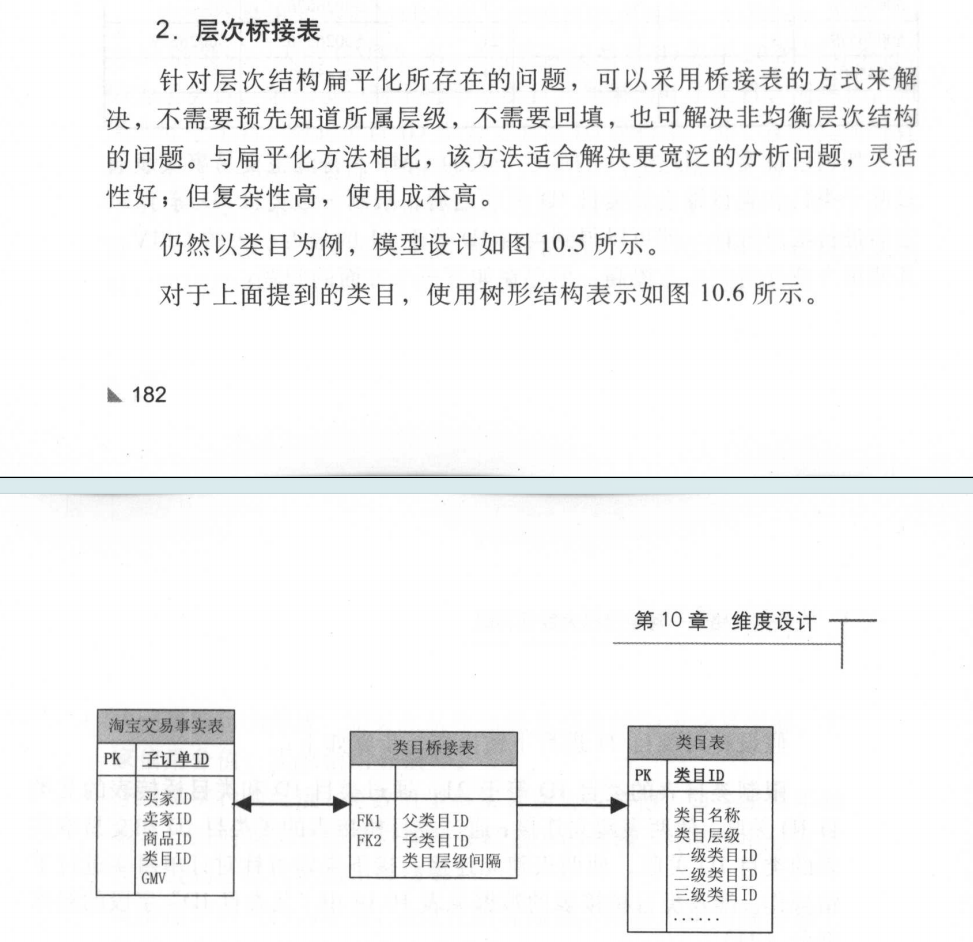 2．层次桥接表
针对层次结构扁平化所存在的问题，可以采用桥接表的方式来解
决，不需要预先知道所属层级，不需要回填，也可解决非均衡层次结构
的问题。与扁平化方法相比，该方法适合解决更宽泛的分析问题，灵活
性好；但复杂性高，使用成本高。
仍然以类目为例，模型设计如图 10.5 所示。
对于上面提到的类目，使用树形结构表示如图 10.6 所示。
182
第 10 章 维度设计
淘宝交易事实表
PK 子订单ID
买家ID
卖家ID
商品ID
类目ID
GMV
类目桥接表
FK1 父类目ID
FK2 子类目ID
类目层级间隔
类目表
PK 类目ID
类目名称
类目层级
一级类目ID
二级类目ID
三级类目ID
......